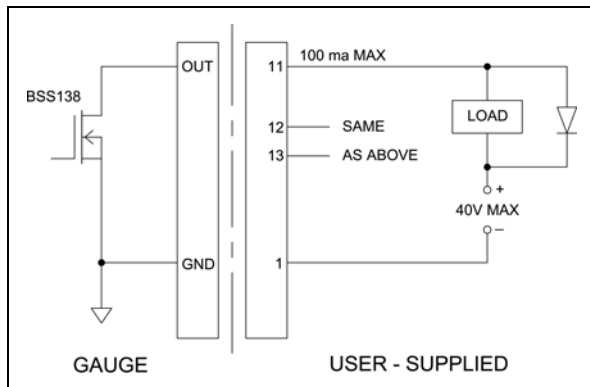 OUT
11
100 ma MAX
BSS138
LOAD
12
SAME
13
AS ABOVE
+
40V MAX
–
GND
1
GAUGE
USER - SUPPLIED